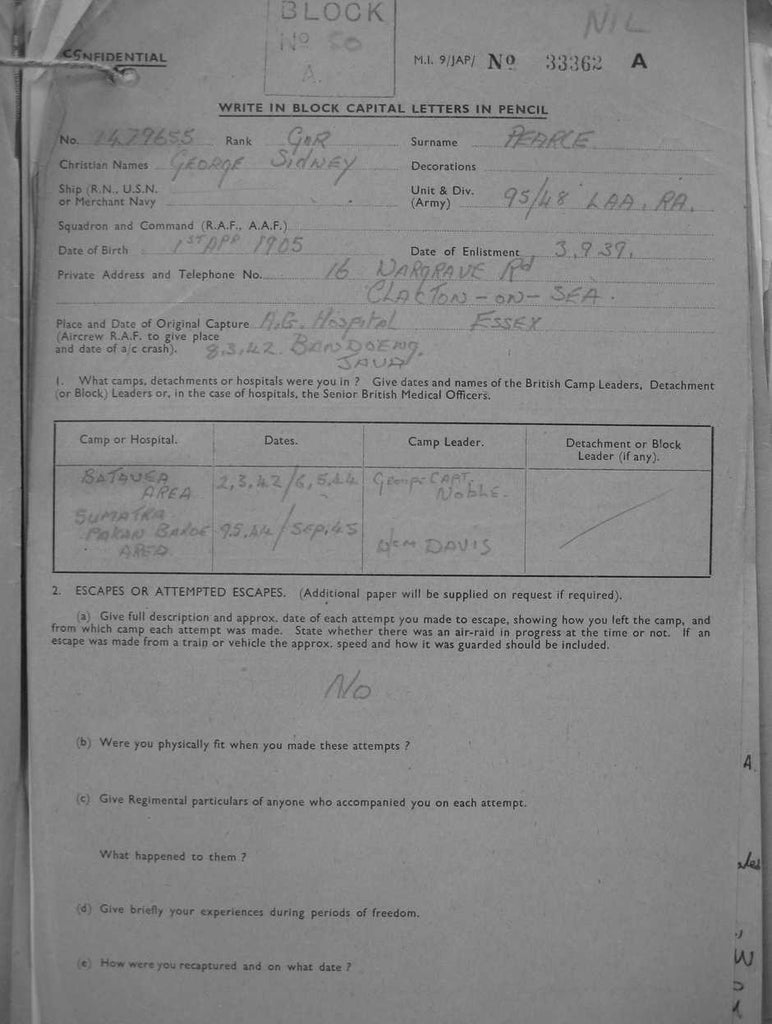 BLOCK
Nº 50
A.
NIL
CONFIDENTIAL
M.I. 9/JAP/ Nº 33362 A
WRITE IN BLOCK CAPITAL LETTERS IN PENCIL
No. 1479655 Rank GNR Surname PEARCE
Christian Names GEORGE SIDNEY Decorations
Ship (R.N., U.S.N. or Merchant Navy Unit & Div. (Army) 95/48 LAA, RA.
Squadron and Command (R.A.F., A.A.F.)
Date of Birth 1ST APR 1905 Date of Enlistment 3.9.39.
Private Address and Telephone No. 16 WARGRAVE Rd
CLACTON-ON-SEA.
Place and Date of Original Capture A.G. HOSPITAL ESSEX
(Aircrew R.A.F. to give place
and date of a/c crash). 8.3.42 BANDOENG
JAVA
1. What camps, detachments or hospitals were you in ? Give dates and names of the British Camp Leaders, Detachment
(or Block) Leaders or, in the case of hospitals, the Senior British Medical Officers.
Camp or Hospital. Dates. Camp Leader. Detachment or Block
Leader (if any).
BATAVEA 2,3,42/6,5,44 Group CAPT
AREA NOBLE.
SUMATRA
PAKAN BAROE 9.5.44/SEP,45
AREA DAVIS
2. ESCAPES OR ATTEMPTED ESCAPES. (Additional paper will be supplied on request if required).
(a) Give full description and approx. date of each attempt you made to escape, showing how you left the camp, and
from which camp each attempt was made. State whether there was an air-raid in progress at the time or not. If an
escape was made from a train or vehicle the approx. speed and how it was guarded should be included.
No
(b) Were you physically fit when you made these attempts ?
A.
(c) Give Regimental particulars of anyone who accompanied you on each attempt.
What happened to them ?
(d) Give briefly your experiences during periods of freedom.
(e) How were you recaptured and on what date ?